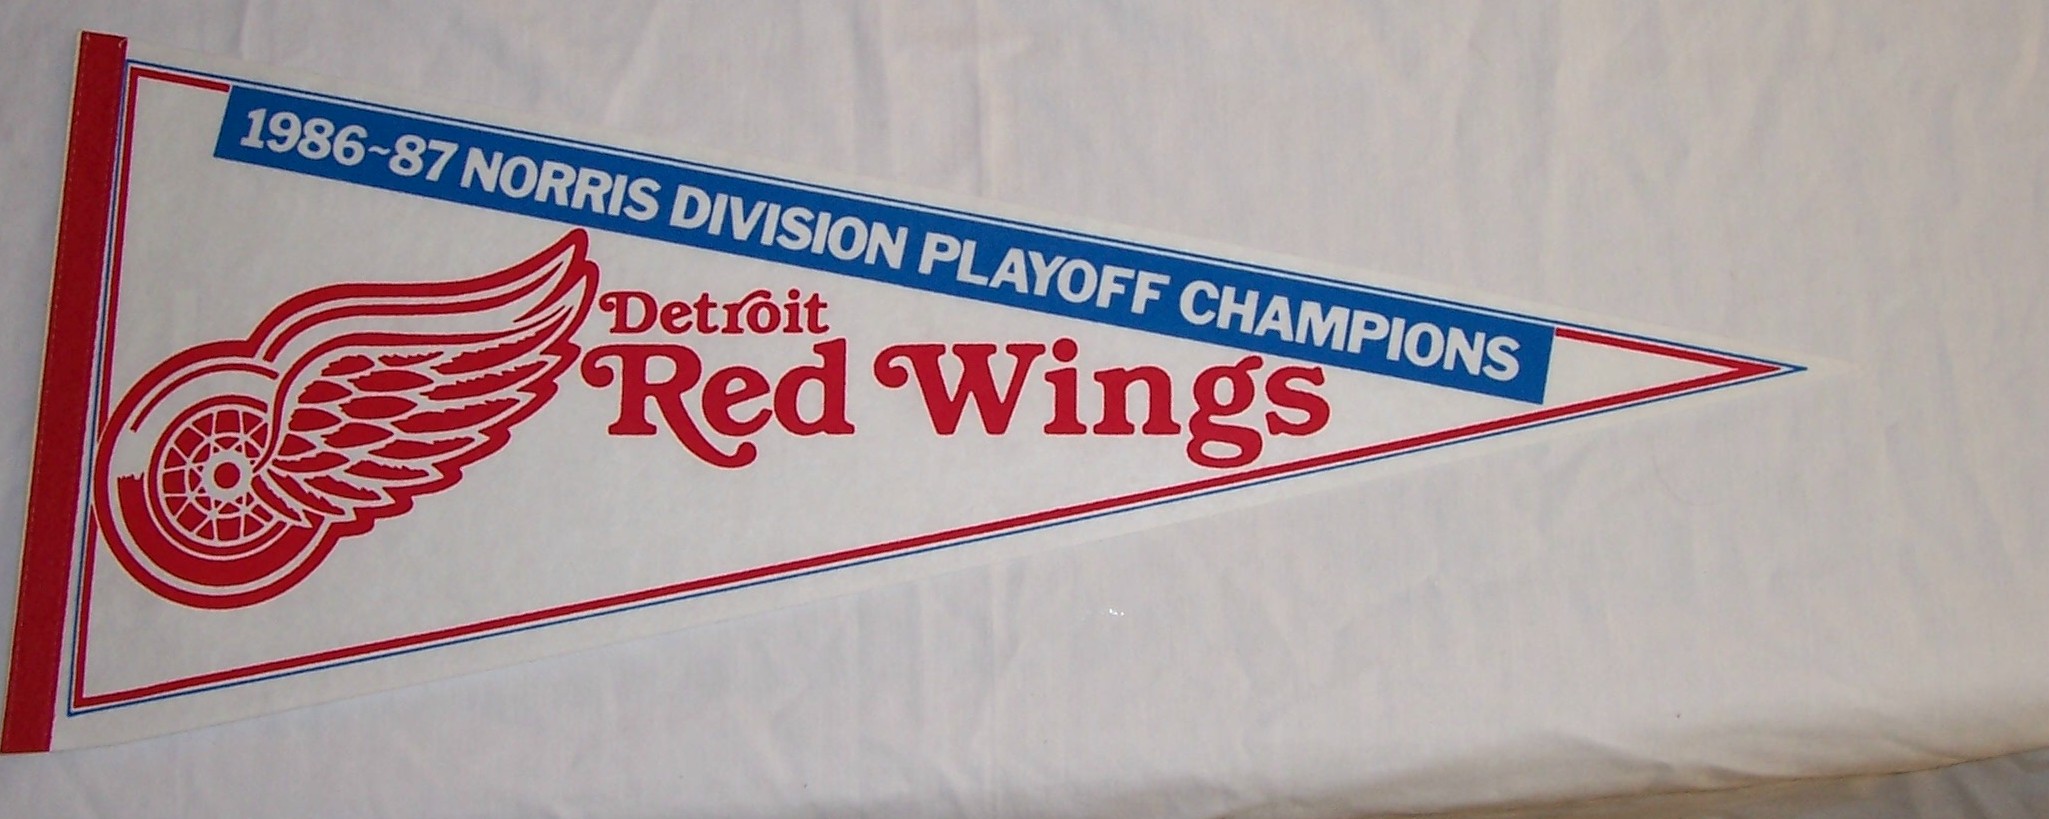 1986~87 NORRIS DIVISION PLAYOFF CHAMPIONS
Detroit
Red Wings